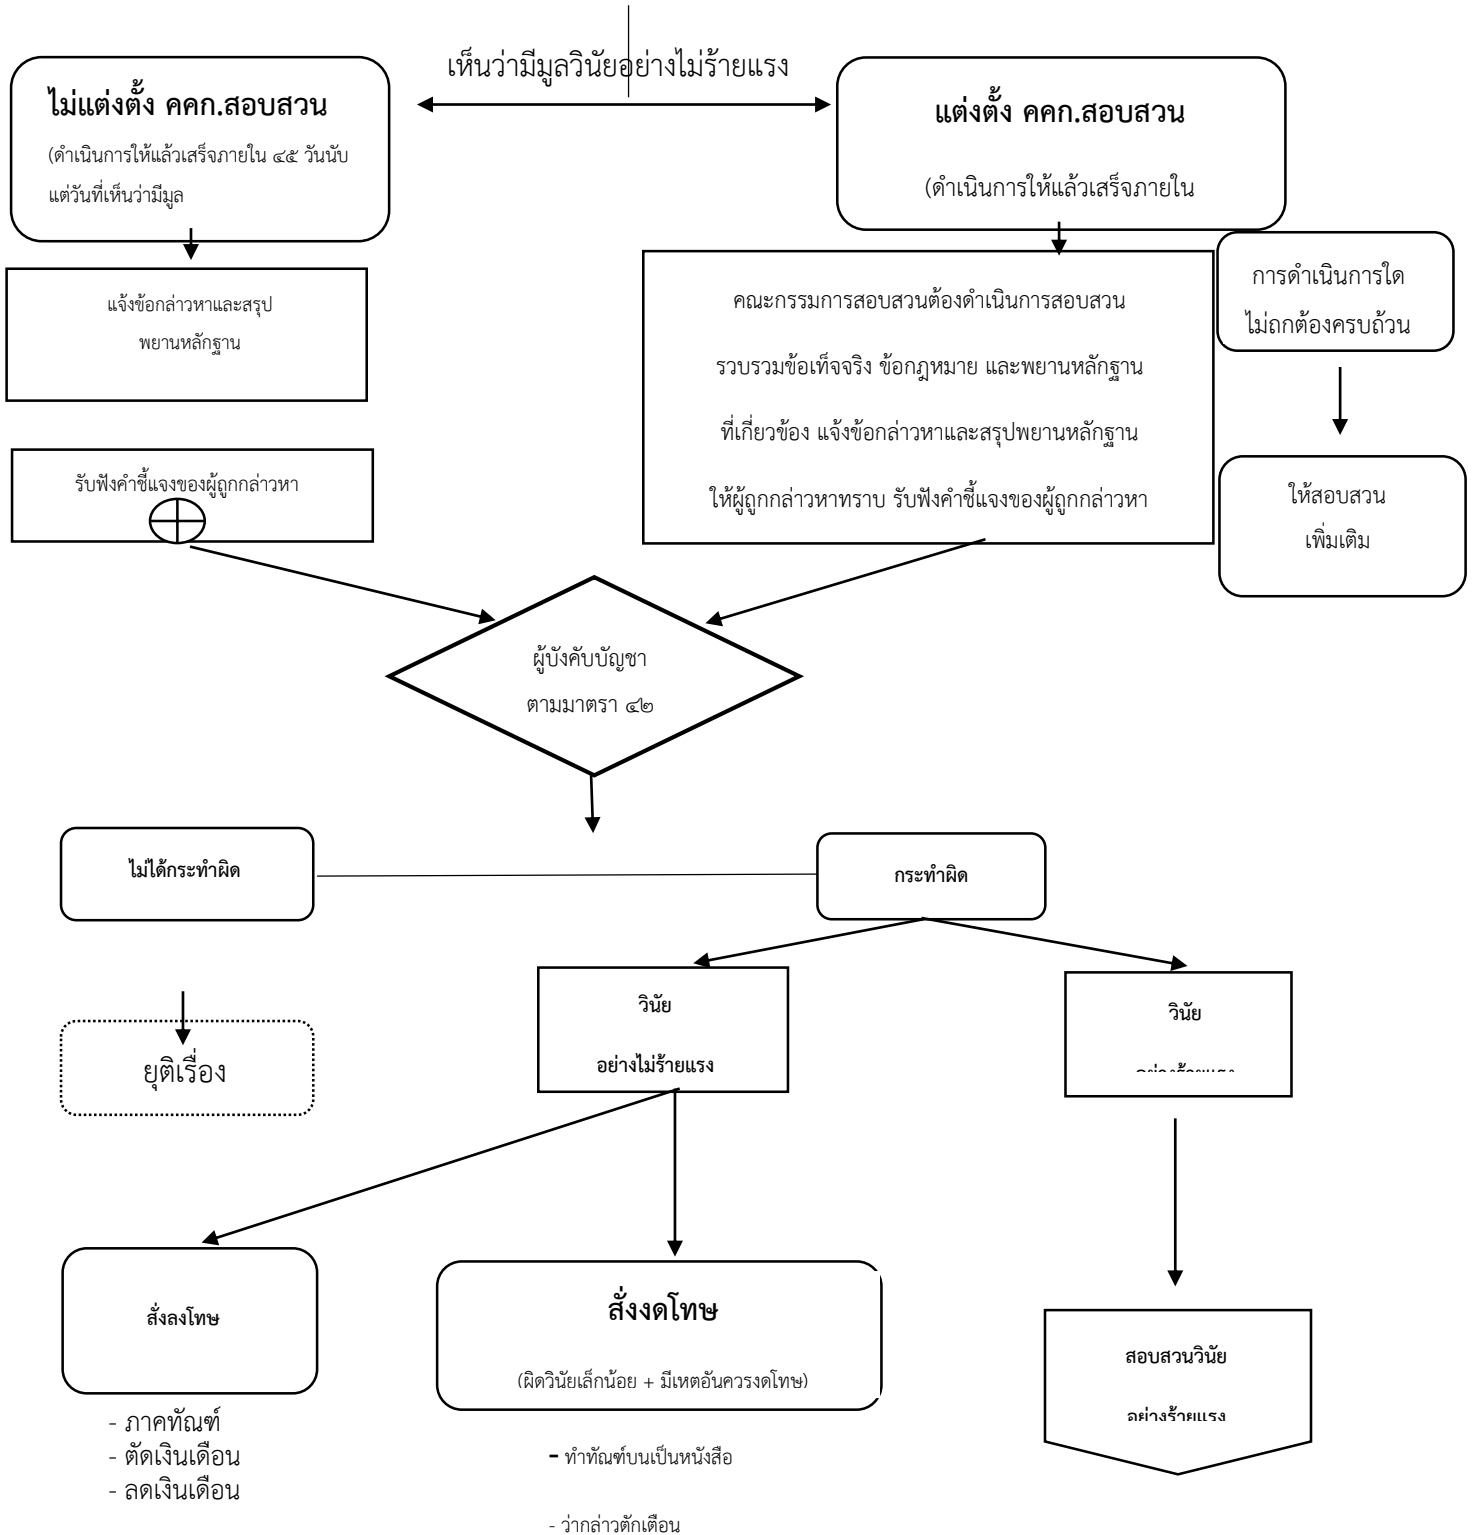 เห็นว่ามีมูลวินัยอย่างไม่ร้ายแรง
ไม่แต่งตั้ง คคก.สอบสวน
(ดำเนินการให้แล้วเสร็จภายใน ๔๕ วันนับ
แต่วันที่เห็นว่ามีมูล
แต่งตั้ง คคก.สอบสวน
(ดำเนินการให้แล้วเสร็จภายใน
แจ้งข้อกล่าวหาและสรุป
พยานหลักฐาน
คณะกรรมการสอบสวนต้องดำเนินการสอบสวน
รวบรวมข้อเท็จจริง ข้อกฎหมาย และพยานหลักฐาน
ที่เกี่ยวข้อง แจ้งข้อกล่าวหาและสรุปพยานหลักฐาน
ให้ผู้ถูกกล่าวหาทราบ รับฟังคำชี้แจงของผู้ถูกกล่าวหา
การดำเนินการใด
ไม่ถูกต้องครบถ้วน
รับฟังคำชี้แจงของผู้ถูกกล่าวหา
ให้สอบสวน
เพิ่มเติม
ผู้บังคับบัญชา
ตามมาตรา ๔๒
ไม่ได้กระทำผิด
กระทำผิด
ยุติเรื่อง
วินัย
อย่างไม่ร้ายแรง
วินัย
อย่างร้ายแรง
สั่งลงโทษ
- ภาคทัณฑ์
- ตัดเงินเดือน
- ลดเงินเดือน
สั่งงดโทษ
(ผิดวินัยเล็กน้อย + มีเหตอันควรงดโทษ)
- ทำทัณฑ์บนเป็นหนังสือ
- ว่ากล่าวตักเตือน
สอบสวนวินัย
อย่างร้ายแรง